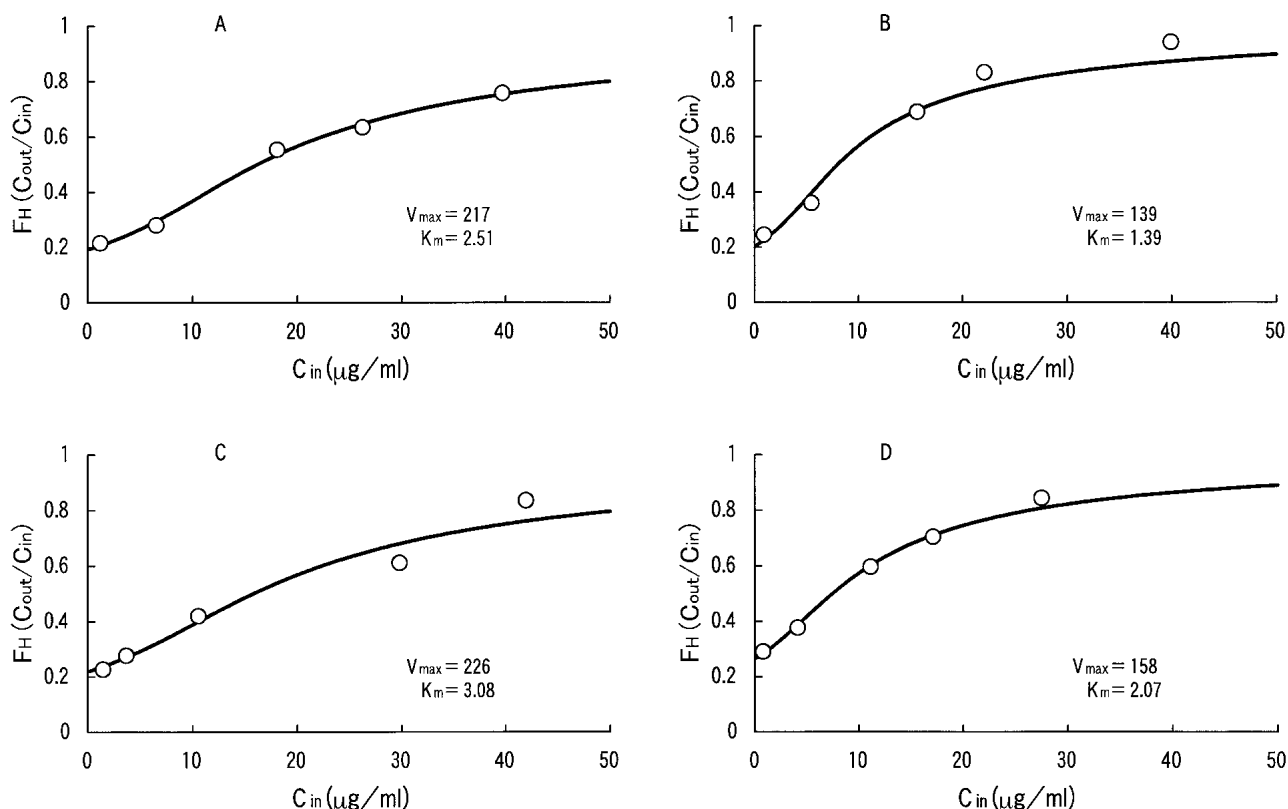 A
1
0.8
0.6
0.4
0.2
0
FH (Cout/Cin)
Vmax = 217
Km = 2.51
0 10 20 30 40 50
Cin (μg/ml)
B
1
0.8
0.6
0.4
0.2
0
FH (Cout/Cin)
Vmax = 139
Km = 1.39
0 10 20 30 40 50
Cin (μg/ml)
C
1
0.8
0.6
0.4
0.2
0
FH (Cout/Cin)
Vmax = 226
Km = 3.08
0 10 20 30 40 50
Cin (μg/ml)
D
1
0.8
0.6
0.4
0.2
0
FH (Cout/Cin)
Vmax = 158
Km = 2.07
0 10 20 30 40 50
Cin (μg/ml)